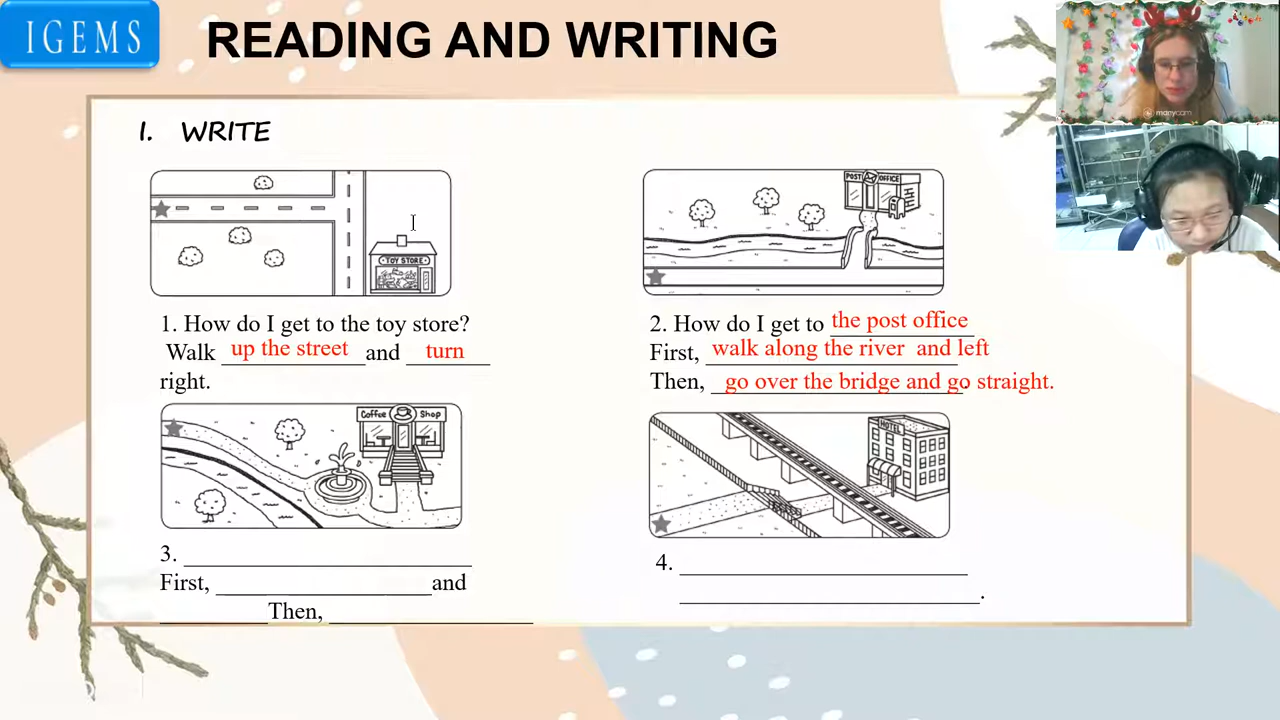 IGEMS
READING AND WRITING
I. WRITE
TOY STORE
1. How do I get to the toy store?
Walk up the street and turn
right.
POST OFFICE
2. How do I get to the post office
First, walk along the river and left
Then, go over the bridge and go straight.
Coffee Shop
3.
First, and
Then,
HOTEL
4.
.
manycam